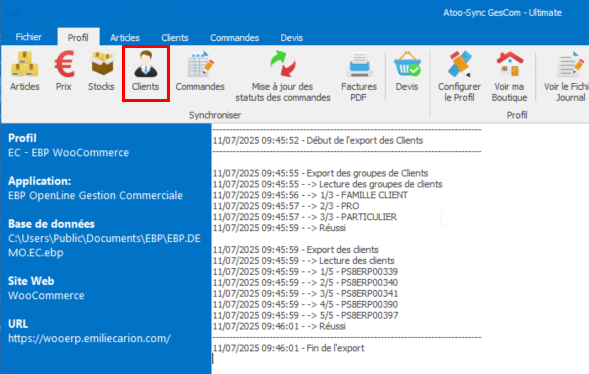 Atoo-Sync GesCom - Ultimate
Fichier Profil Articles Clients Commandes Devis
Articles Prix Stocks Clients Commandes Mise à jour des statuts des commandes Factures PDF Devis Configurer le Profil Voir ma Boutique Voir le Fichi Journal
Synchroniser Profil
Profil
EC - EBP WooCommerce
Application:
EBP OpenLine Gestion Commerciale
Base de données
C:\Users\Public\Documents\EBP\EBP.DE
MO.EC.ebp
Site Web
WooCommerce
URL
https://wooerp.emiliecarion.com/
11/07/2025 09:45:52 - Début de l'export des Clients
11/07/2025 09:45:55 - Export des groupes de Clients
11/07/2025 09:45:55 - -> Lecture des groupes de clients
11/07/2025 09:45:56 - -> 1/3 - FAMILLE CLIENT
11/07/2025 09:45:57 - -> 2/3 - PRO
11/07/2025 09:45:57 - -> 3/3 - PARTICULIER
11/07/2025 09:45:59 - -> Réussi
11/07/2025 09:45:59 - Export des clients
11/07/2025 09:45:59 - -> Lecture des clients
11/07/2025 09:45:59 - -> 1/5 - PS8ERP00339
11/07/2025 09:45:59 - -> 2/5 - PS8ERP00340
11/07/2025 09:45:59 - -> 3/5 - PS8ERP00341
11/07/2025 09:45:59 - -> 4/5 - PS8ERP00390
11/07/2025 09:45:59 - -> 5/5 - PS8ERP00397
11/07/2025 09:46:01 - -> Réussi
11/07/2025 09:46:01 - Fin de l'export